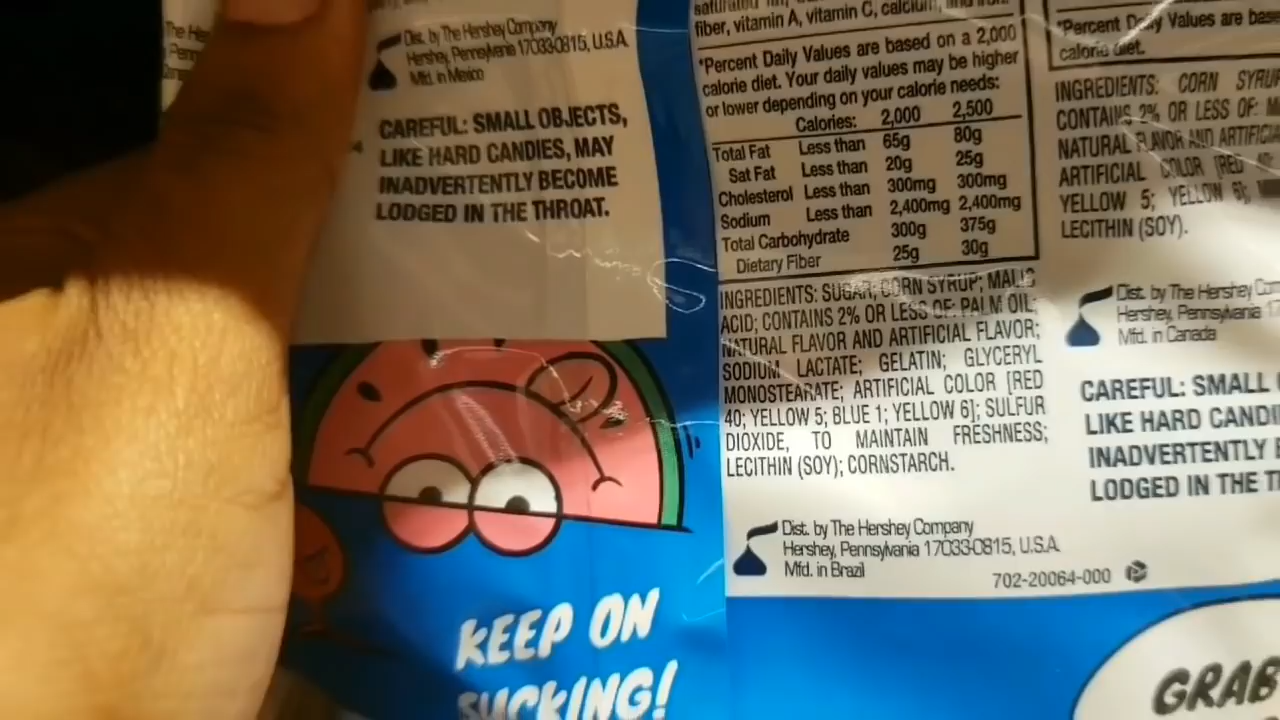 The
Dist. by The Hershey Company
Hershey, Pennsylvania 17033-0815, U.S.A.
Mfd. in Mexico
CAREFUL: SMALL OBJECTS,
LIKE HARD CANDIES, MAY
INADVERTENTLY BECOME
LODGED IN THE THROAT.
KEEP ON
SUCKING!
fiber, vitamin A, vitamin C, calcium, and iron.
*Percent Daily Values are based on a 2,000
calorie diet. Your daily values may be higher
or lower depending on your calorie needs:
Calories: 2,000 2,500
Total Fat Less than 65g 80g
Sat Fat Less than 20g 25g
Cholesterol Less than 300mg 300mg
Sodium Less than 2,400mg 2,400mg
Total Carbohydrate 300g 375g
Dietary Fiber 25g 30g
INGREDIENTS: SUGAR; CORN SYRUP; MALIC
ACID; CONTAINS 2% OR LESS OF: PALM OIL;
NATURAL FLAVOR AND ARTIFICIAL FLAVOR;
SODIUM LACTATE; GELATIN; GLYCERYL
MONOSTEARATE; ARTIFICIAL COLOR [RED
40; YELLOW 5; BLUE 1; YELLOW 6]; SULFUR
DIOXIDE, TO MAINTAIN FRESHNESS;
LECITHIN (SOY); CORNSTARCH.
Dist. by The Hershey Company
Hershey, Pennsylvania 17033-0815, U.S.A.
Mfd. in Brazil
702-20064-000
*Percent Daily Values are
calorie diet.
INGREDIENTS: CORN SYRUP
CONTAINS 2% OR LESS OF:
NATURAL FLAVOR AND
ARTIFICIAL COLOR [RED 40;
YELLOW 5; YELLOW 6];
LECITHIN (SOY).
Dist. by The Hershey
Hershey, Pennsylvania
Mfd. in Canada
CAREFUL: SMALL
LIKE HARD
INADVERTENTLY
LODGED IN THE
GRAB